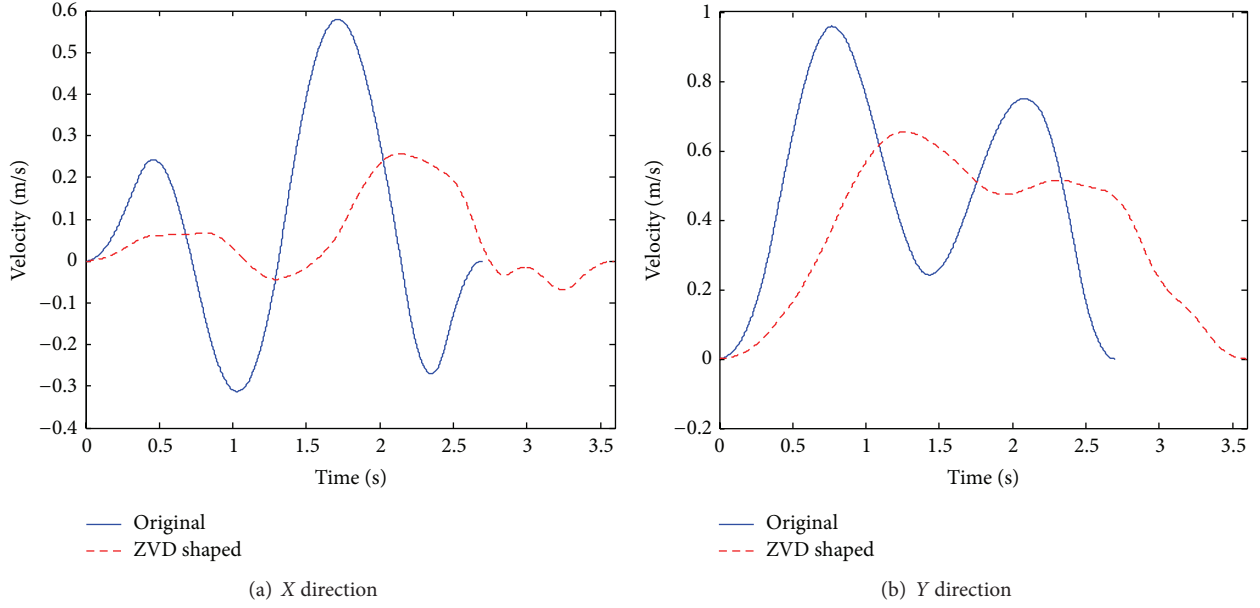 0.6
0.5
0.4
0.3
0.2
0.1
0
−0.1
−0.2
−0.3
−0.4
Velocity (m/s)
0 0.5 1 1.5 2 2.5 3 3.5
Time (s)
Original
ZVD shaped
(a) X direction
1
0.8
0.6
0.4
0.2
0
−0.2
Velocity (m/s)
0 0.5 1 1.5 2 2.5 3 3.5
Time (s)
Original
ZVD shaped
(b) Y direction